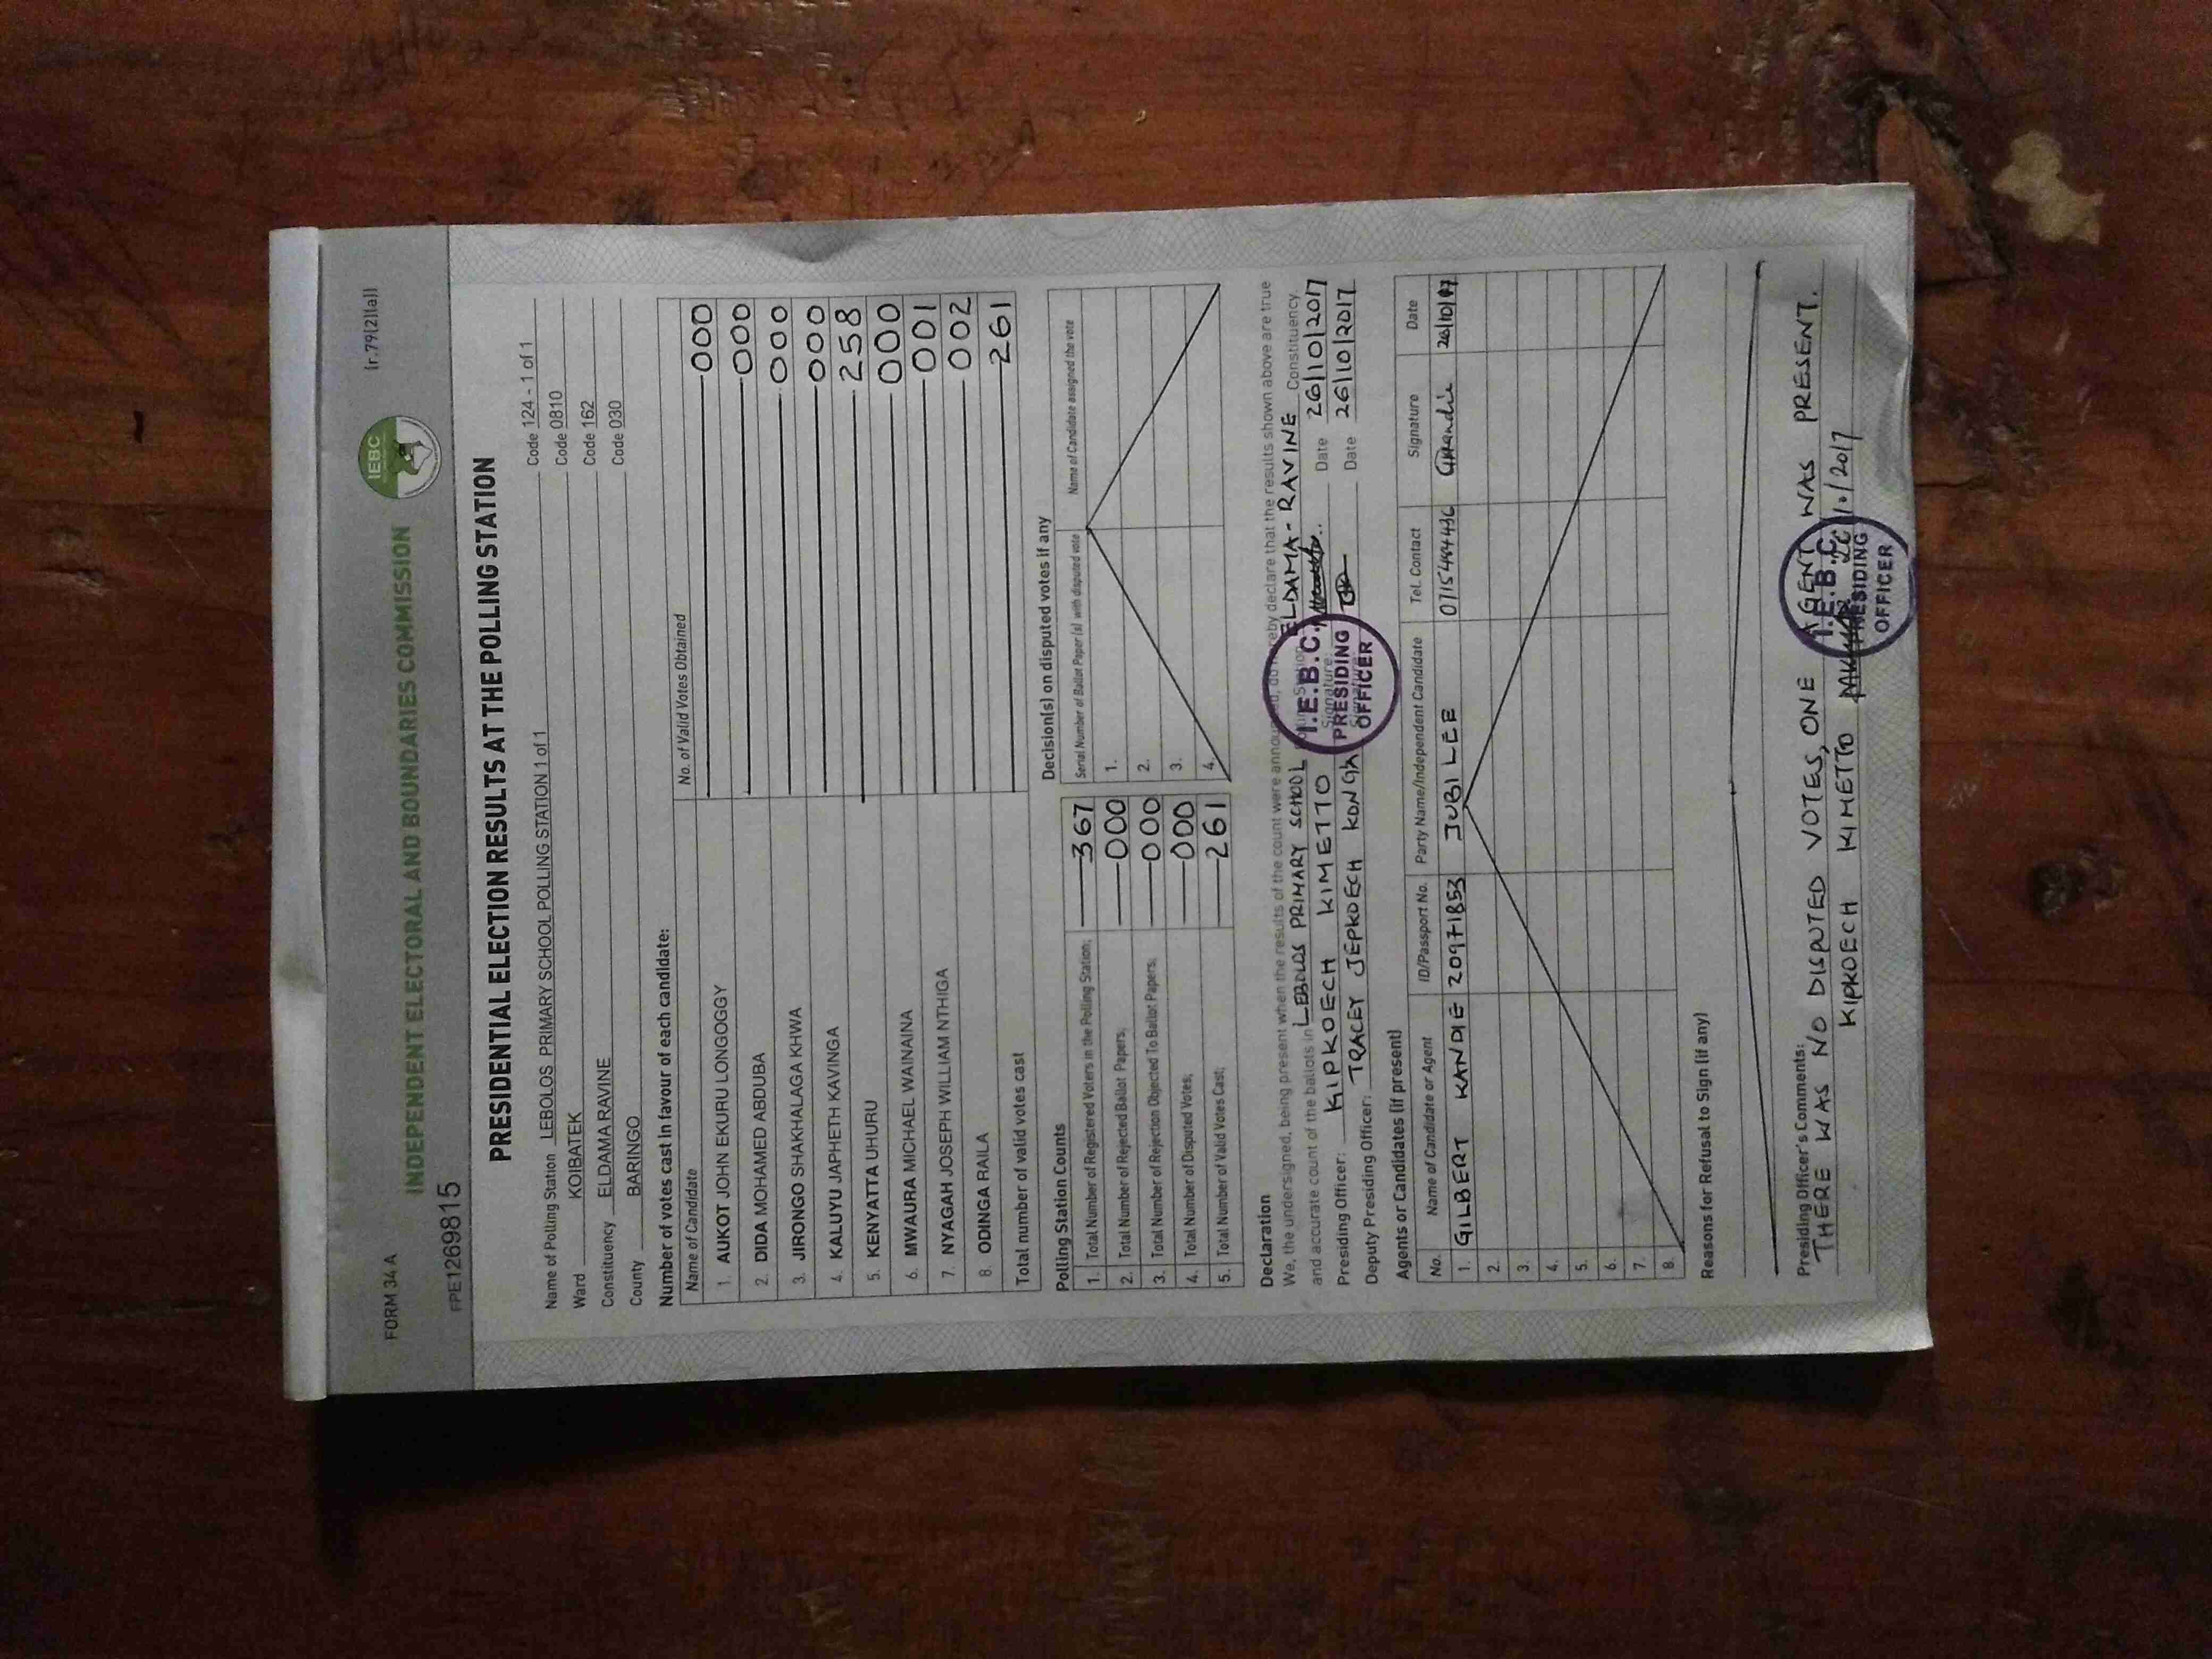 FORM 34 A
(r.79(2)(a))
IEBC
INDEPENDENT ELECTORAL AND BOUNDARIES COMMISSION
FPE1269815
PRESIDENTIAL ELECTION RESULTS AT THE POLLING STATION
Name of Polling Station LEBOLOS PRIMARY SCHOOL POLLING STATION 1 of 1 Code 124 - 1 of 1
Ward KOIBATEK Code 0810
Constituency ELDAMA RAVINE Code 162
County BARINGO Code 030
Number of votes cast in favour of each candidate:
Name of Candidate No. of Valid Votes Obtained
1. AUKOT JOHN EKURU LONGOGGY 000
2. DIDA MOHAMED ABDUBA 000
3. JIRONGO SHAKHALAGA KHWA 000
4. KALUYU JAPHETH KAVINGA 000
5. KENYATTA UHURU 258
6. MWAURA MICHAEL WAINAINA 000
7. NYAGAH JOSEPH WILLIAM NTHIGA 001
8. ODINGA RAILA 002
Total number of valid votes cast 261
Polling Station Counts
1. Total Number of Registered Voters in the Polling Station; 367
2. Total Number of Rejected Ballot Papers; 000
3. Total Number of Rejection Objected To Ballot Papers; 000
4. Total Number of Disputed Votes; 000
5. Total Number of Valid Votes Cast; 261
Decision(s) on disputed votes if any
Serial Number of Ballot Paper(s) with disputed vote Name of Candidate assigned the vote
1.
2.
3.
4.
Declaration
We, the undersigned, being present when the results of the count were announced, do hereby declare that the results shown above are true
and accurate count of the ballots in LEBOLOS PRIMARY SCHOOL Polling Station, ELDAMA - RAVINE Constituency.
Presiding Officer: KIPKOECH KIMETTO Signature: Date 26/10/2017
Deputy Presiding Officer: TRACEY JEPKOECH KONGA Signature: Date 26/10/2017
I.E.B.C.
PRESIDING
OFFICER
Agents or Candidates (if present)
No. Name of Candidate or Agent ID/Passport No. Party Name/Independent Candidate Tel. Contact Signature Date
1. GILBERT KANDIE 20971853 JUBILEE
2.
3.
4.
5.
6.
7.
8.
Reasons for Refusal to Sign (if any)
Presiding Officer's Comments:
THERE WAS NO DISPUTED VOTES, ONE AGENT WAS PRESENT.
KIPKOECH KIMETTO 10/2017
I.E.B.C.
PRESIDING
OFFICER